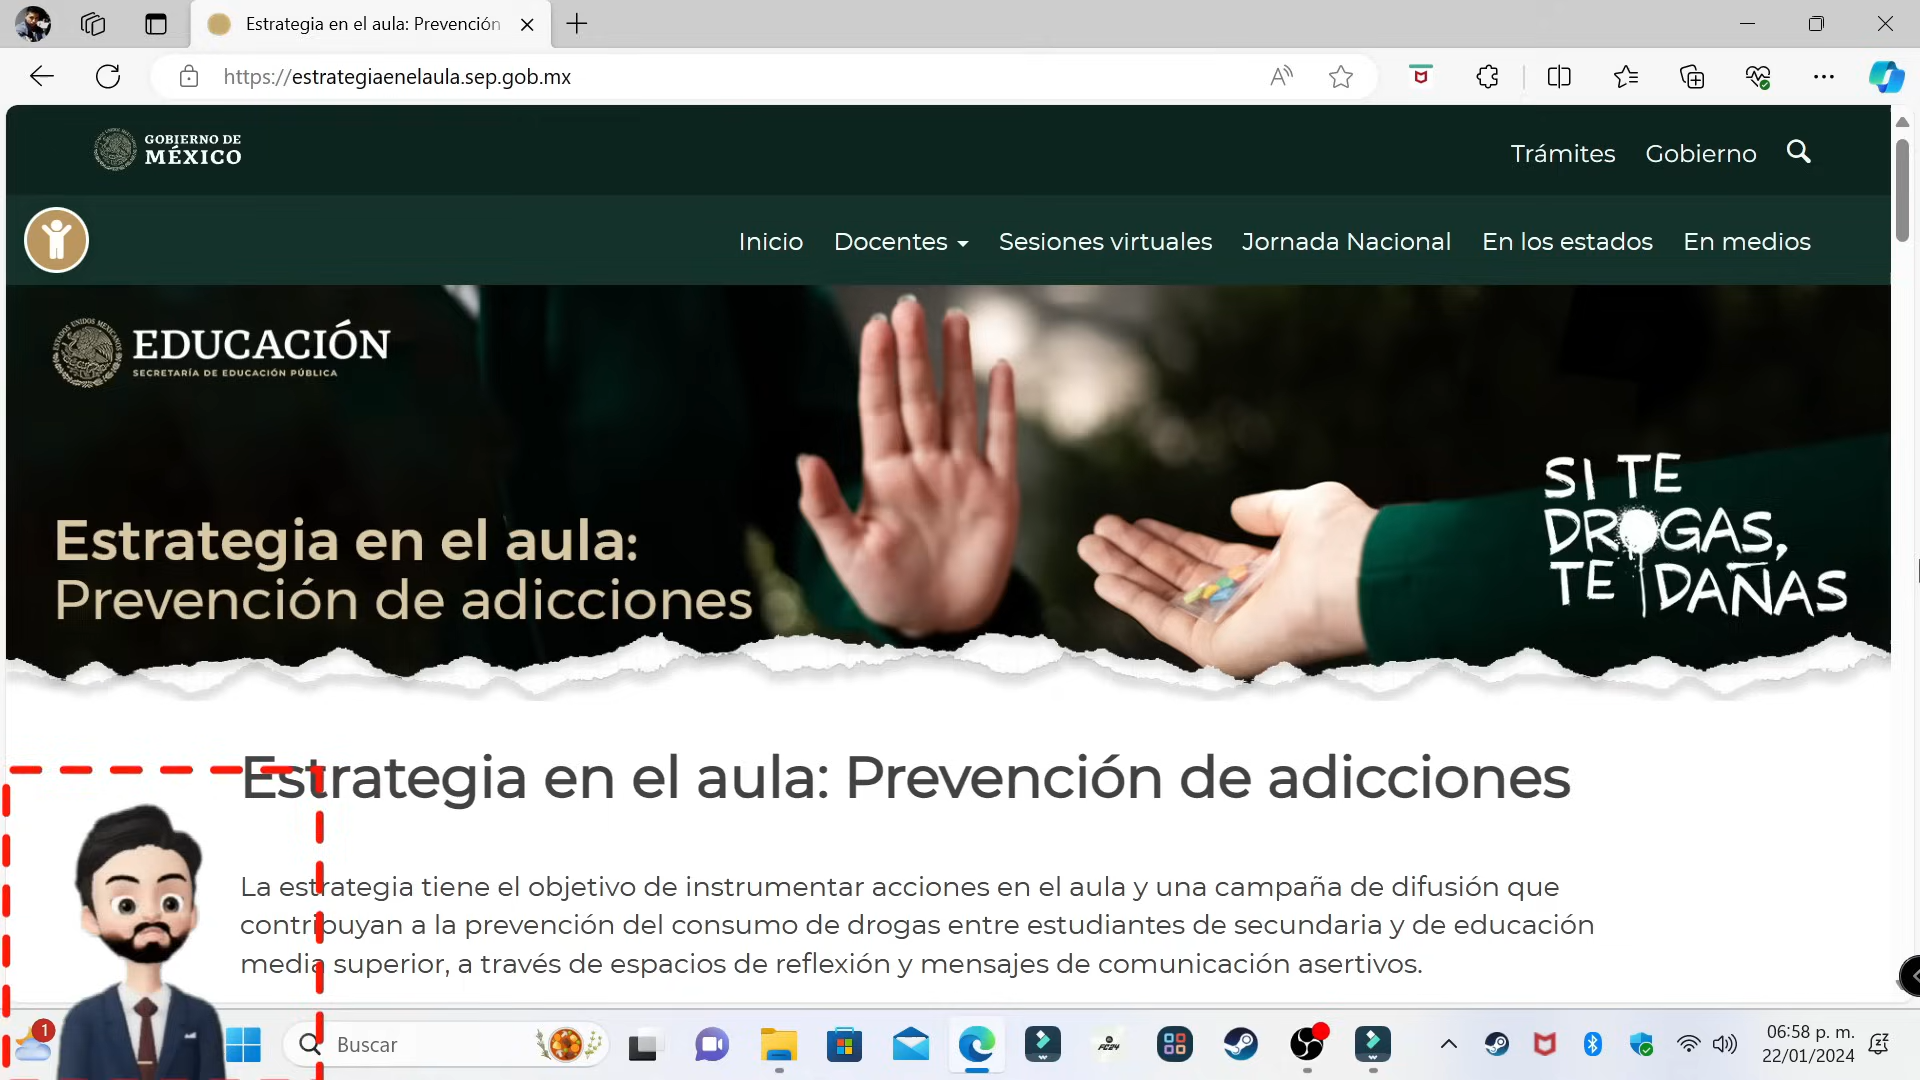 Estrategia en el aula: Prevención
https://estrategiaenelaula.sep.gob.mx
GOBIERNO DE
MÉXICO
Trámites Gobierno
Inicio Docentes Sesiones virtuales Jornada Nacional En los estados En medios
EDUCACIÓN
SECRETARÍA DE EDUCACIÓN PÚBLICA
Estrategia en el aula:
Prevención de adicciones
SI TE
DROGAS,
TE DAÑAS
Estrategia en el aula: Prevención de adicciones
La estrategia tiene el objetivo de instrumentar acciones en el aula y una campaña de difusión que
contribuyan a la prevención del consumo de drogas entre estudiantes de secundaria y de educación
media superior, a través de espacios de reflexión y mensajes de comunicación asertivos.
1
Buscar
FC24
06:58 p. m.
22/01/2024